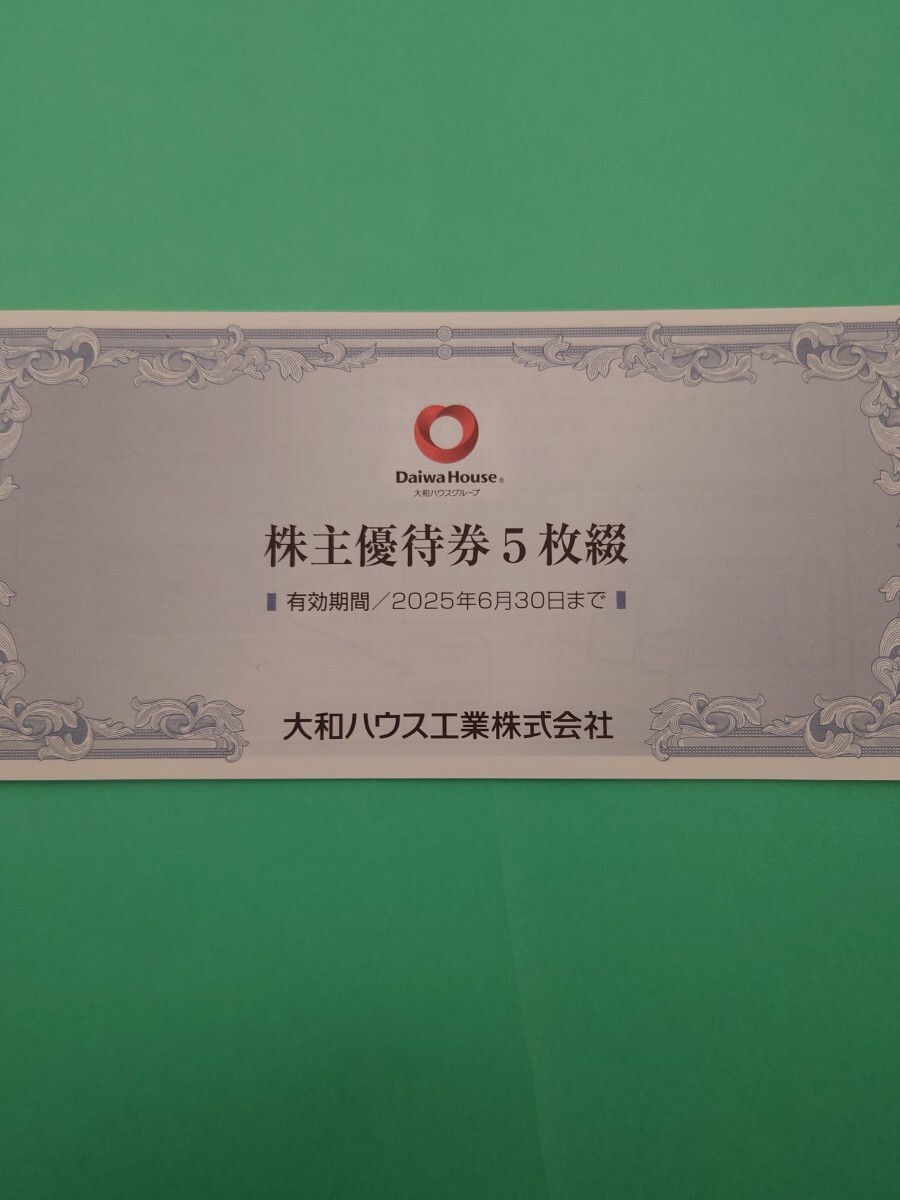 Daiwa House®
大和ハウスグループ
株主優待券5枚綴
有効期間/2025年6月30日まで
大和ハウス工業株式会社